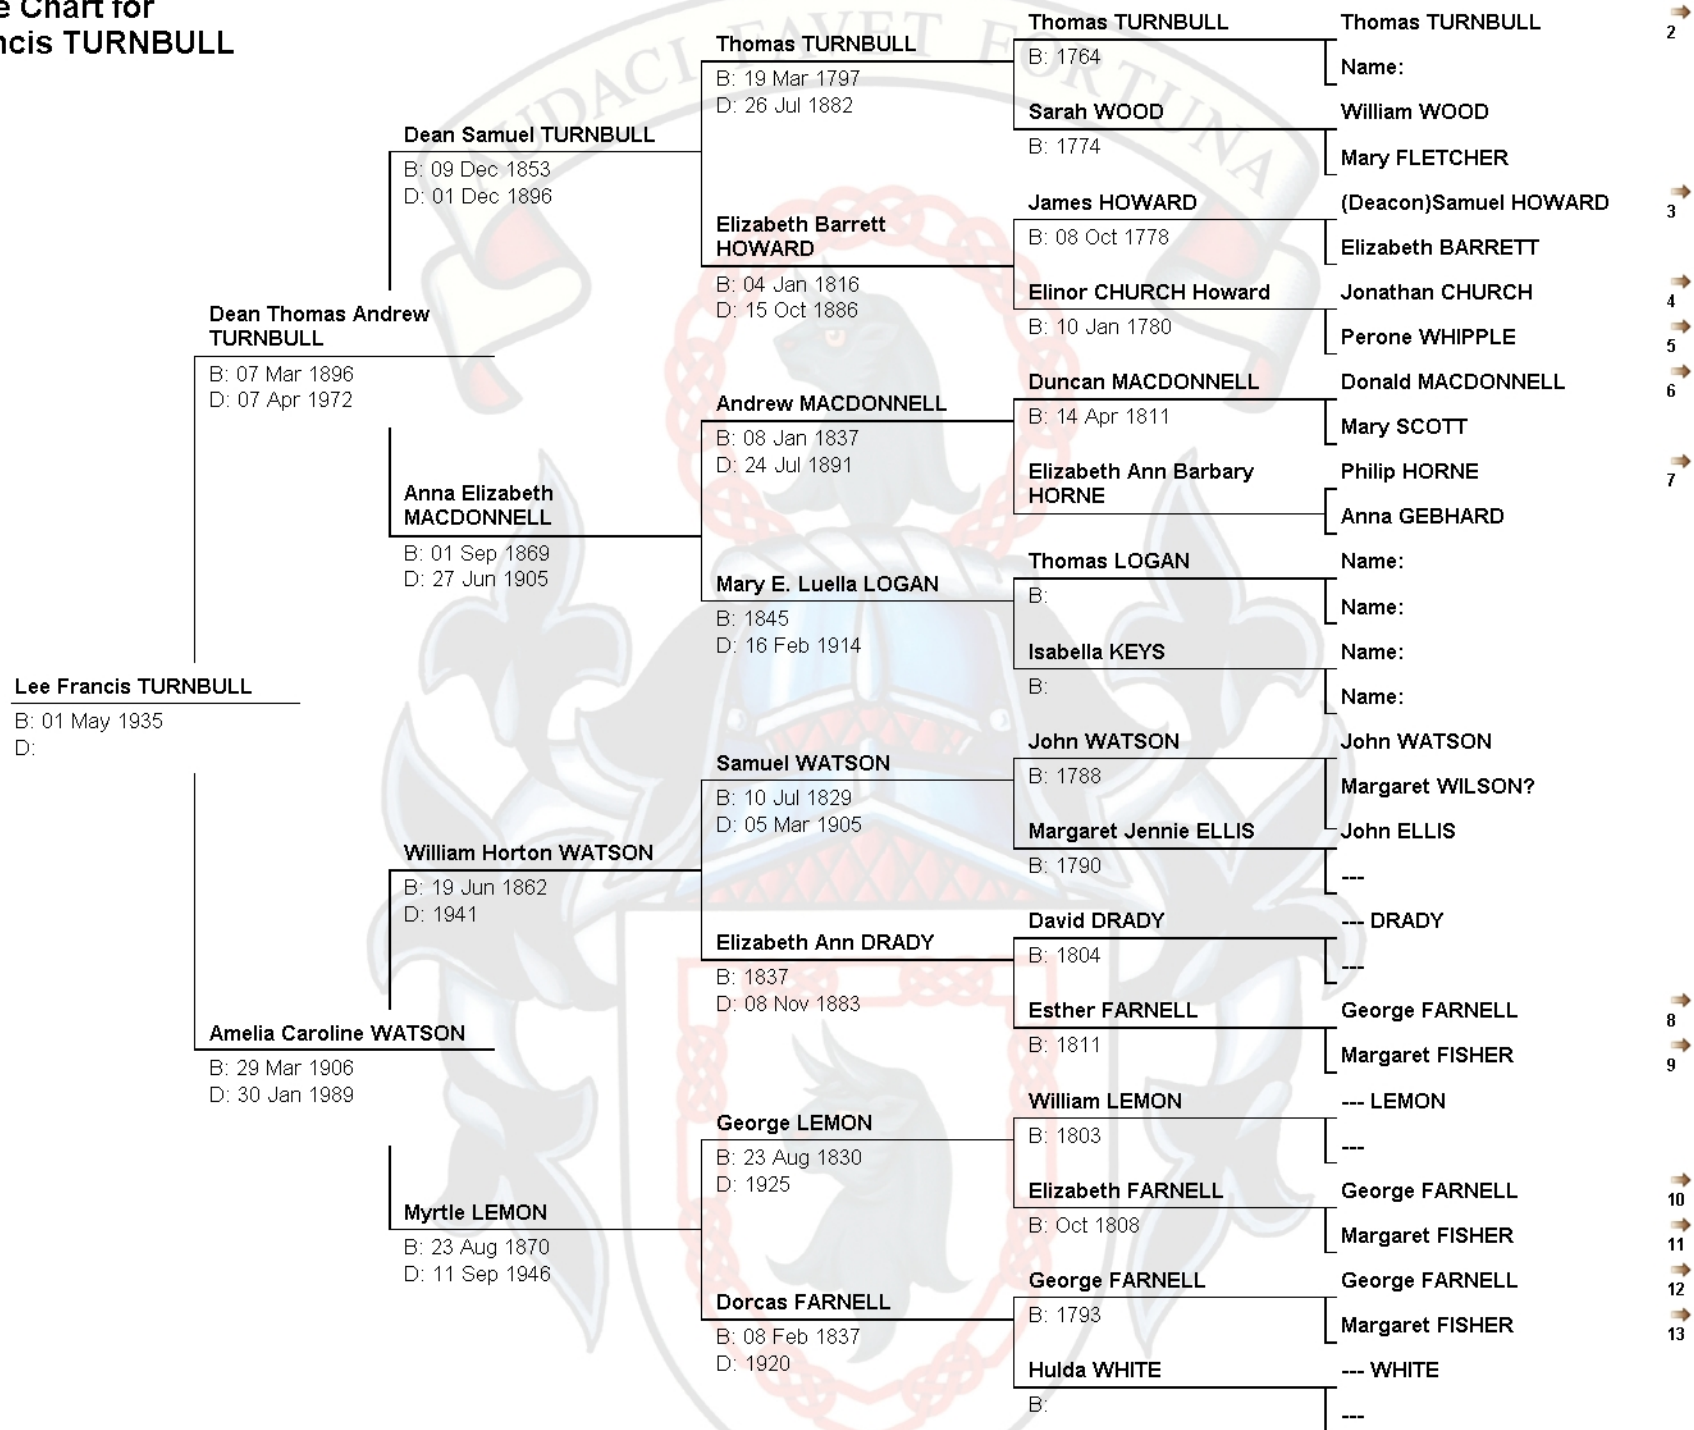 e Chart for
ncis TURNBULL
AUDACI FAVET FORTUNA
Lee Francis TURNBULL
B: 01 May 1935
D:
Dean Thomas Andrew
TURNBULL
B: 07 Mar 1896
D: 07 Apr 1972
Amelia Caroline WATSON
B: 29 Mar 1906
D: 30 Jan 1989
Dean Samuel TURNBULL
B: 09 Dec 1853
D: 01 Dec 1896
Anna Elizabeth
MACDONNELL
B: 01 Sep 1869
D: 27 Jun 1905
William Horton WATSON
B: 19 Jun 1862
D: 1941
Myrtle LEMON
B: 23 Aug 1870
D: 11 Sep 1946
Thomas TURNBULL
B: 19 Mar 1797
D: 26 Jul 1882
Elizabeth Barrett
HOWARD
B: 04 Jan 1816
D: 15 Oct 1886
Andrew MACDONNELL
B: 08 Jan 1837
D: 24 Jul 1891
Mary E. Luella LOGAN
B: 1845
D: 16 Feb 1914
Samuel WATSON
B: 10 Jul 1829
D: 05 Mar 1905
Elizabeth Ann DRADY
B: 1837
D: 08 Nov 1883
George LEMON
B: 23 Aug 1830
D: 1925
Dorcas FARNELL
B: 08 Feb 1837
D: 1920
Thomas TURNBULL
B: 1764
Sarah WOOD
B: 1774
James HOWARD
B: 08 Oct 1778
Elinor CHURCH Howard
B: 10 Jan 1780
Duncan MACDONNELL
B: 14 Apr 1811
Elizabeth Ann Barbary
HORNE
Thomas LOGAN
B:
Isabella KEYS
B:
John WATSON
B: 1788
Margaret Jennie ELLIS
B: 1790
David DRADY
B: 1804
Esther FARNELL
B: 1811
William LEMON
B: 1803
Elizabeth FARNELL
B: Oct 1808
George FARNELL
B: 1793
Hulda WHITE
B:
Thomas TURNBULL 2
Name:
William WOOD
Mary FLETCHER
(Deacon)Samuel HOWARD 3
Elizabeth BARRETT
Jonathan CHURCH 4
Perone WHIPPLE 5
Donald MACDONNELL 6
Mary SCOTT
Philip HORNE 7
Anna GEBHARD
Name:
Name:
Name:
Name:
John WATSON
Margaret WILSON?
John ELLIS
---
--- DRADY
---
George FARNELL 8
Margaret FISHER 9
--- LEMON
---
George FARNELL 10
Margaret FISHER 11
George FARNELL 12
Margaret FISHER 13
--- WHITE
---